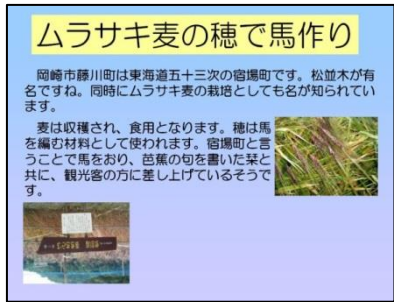 ムラサキ麦の穂で馬作り
岡崎市藤川町は東海道五十三次の宿場町です。松並木が有
名ですね。同時にムラサキ麦の栽培としても名が知られてい
ます。
麦は収穫され、食用となります。穂は馬
を編む材料として使われます。宿場町と言
うことで馬をおり、芭蕉の句を書いた栞と
共に、観光客の方に差し上げているそうで
す。